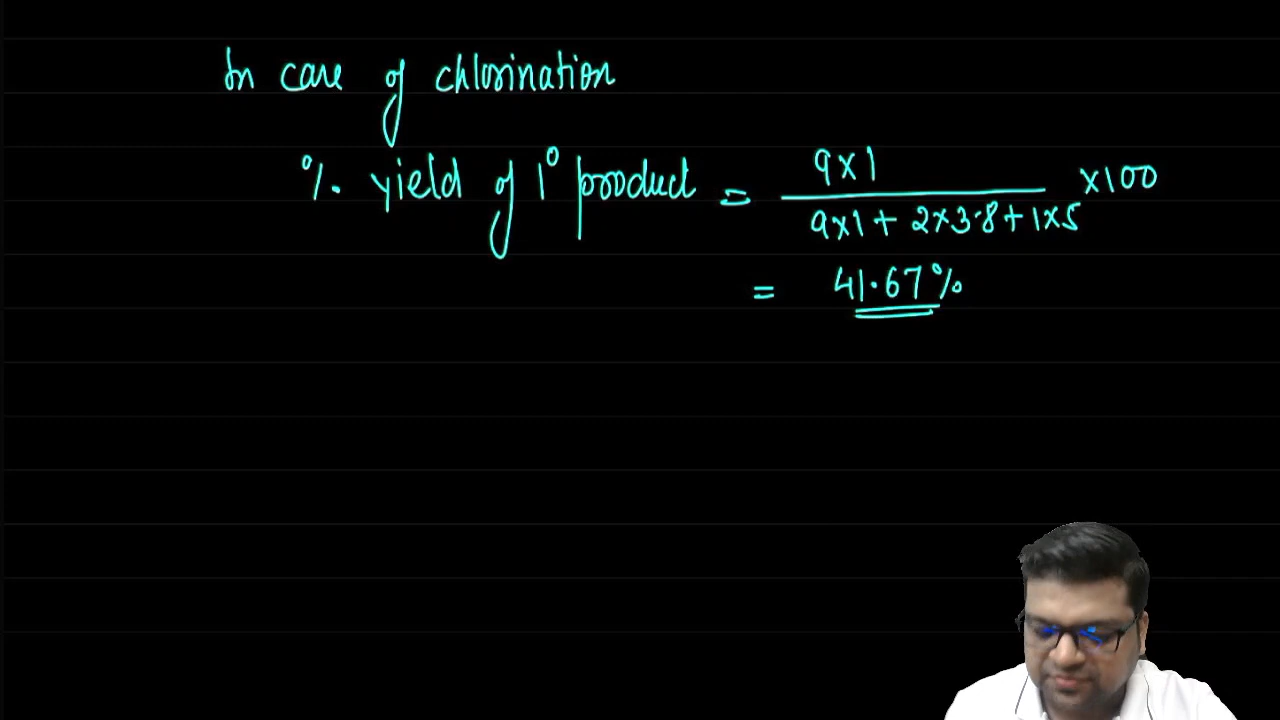 In case of chlorination
% yield of 1° product = 9×1 / 9×1 + 2×3.8 + 1×5 ×100
= 41.67%